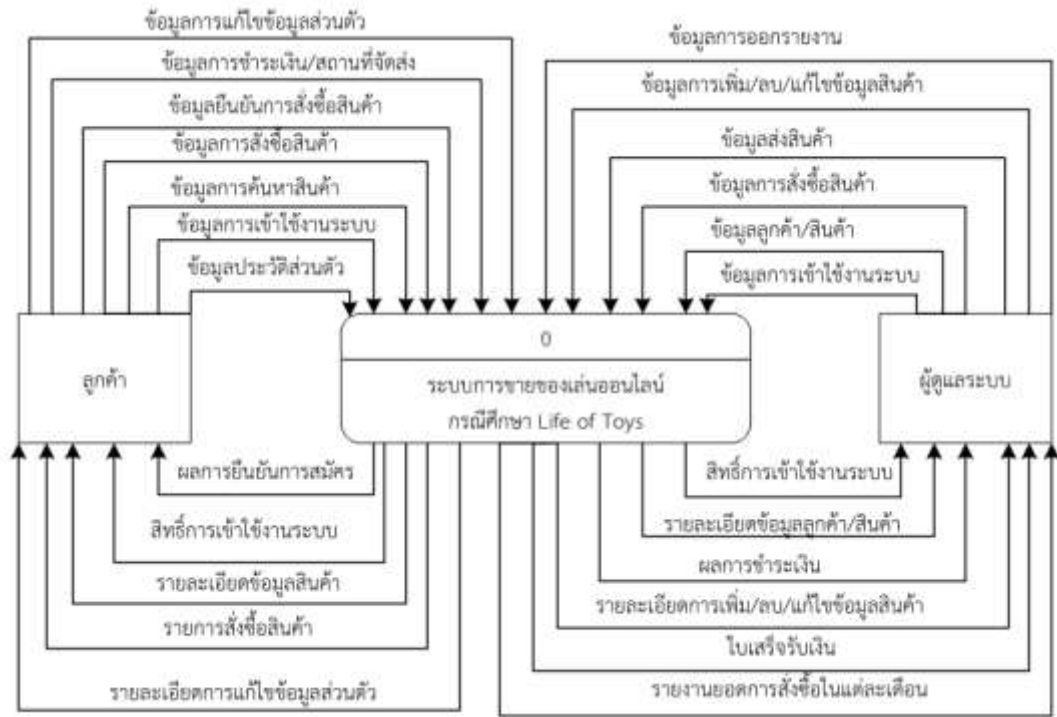 ข้อมูลการแก้ไขข้อมูลส่วนตัว
ข้อมูลการชำระเงิน/สถานที่จัดส่ง
ข้อมูลยืนยันการสั่งซื้อสินค้า
ข้อมูลการสั่งซื้อสินค้า
ข้อมูลการค้นหาสินค้า
ข้อมูลการเข้าใช้งานระบบ
ข้อมูลประวัติส่วนตัว
ข้อมูลการออกรายงาน
ข้อมูลการเพิ่ม/ลบ/แก้ไขข้อมูลสินค้า
ข้อมูลส่งสินค้า
ข้อมูลการสั่งซื้อสินค้า
ข้อมูลลูกค้า/สินค้า
ข้อมูลการเข้าใช้งานระบบ
ลูกค้า
0
ระบบการขายของเล่นออนไลน์
กรณีศึกษา Life of Toys
ผู้ดูแลระบบ
ผลการยืนยันการสมัคร
สิทธิ์การเข้าใช้งานระบบ
รายละเอียดข้อมูลสินค้า
รายการสั่งซื้อสินค้า
รายละเอียดการแก้ไขข้อมูลส่วนตัว
สิทธิ์การเข้าใช้งานระบบ
รายละเอียดข้อมูลลูกค้า/สินค้า
ผลการชำระเงิน
รายละเอียดการเพิ่ม/ลบ/แก้ไขข้อมูลสินค้า
ใบเสร็จรับเงิน
รายงานยอดการสั่งซื้อในแต่ละเดือน